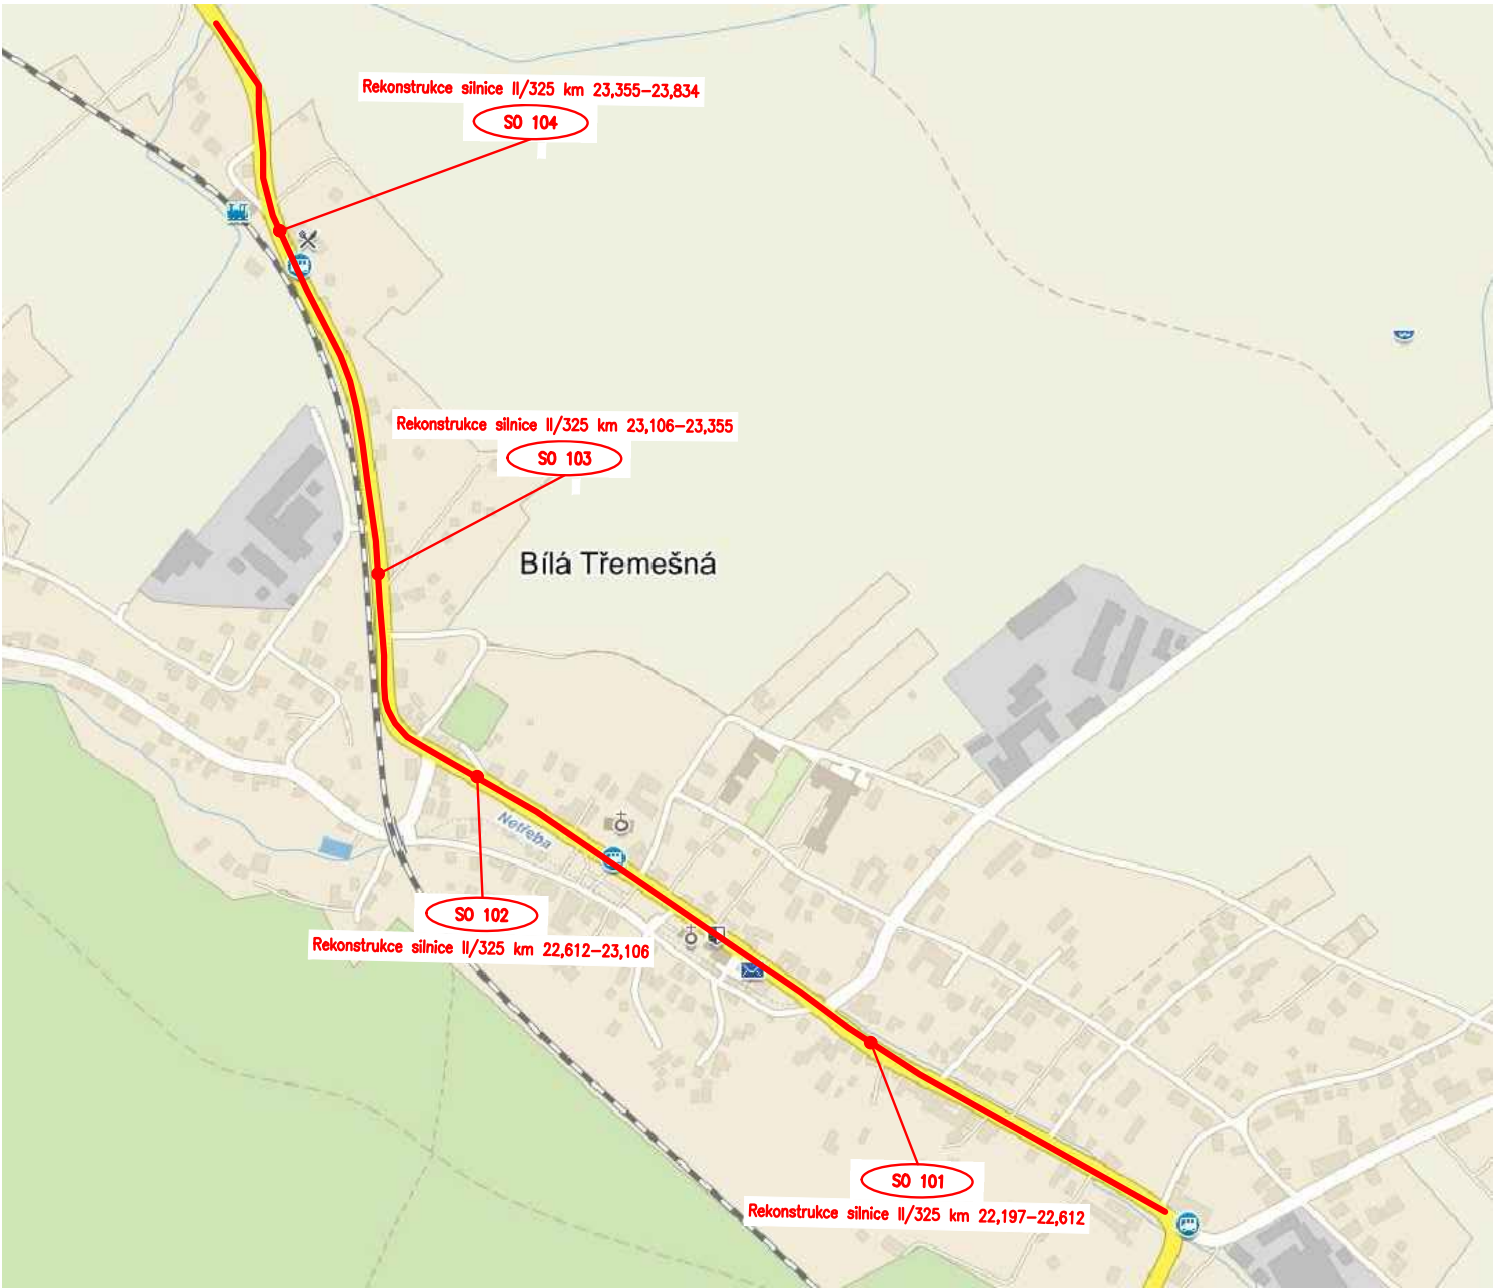 Rekonstrukce silnice II/325 km 23,355–23,834
SO 104
Rekonstrukce silnice II/325 km 23,106–23,355
SO 103
Bílá Třemešná
Netřeba
SO 102
Rekonstrukce silnice II/325 km 22,612–23,106
SO 101
Rekonstrukce silnice II/325 km 22,197–22,612